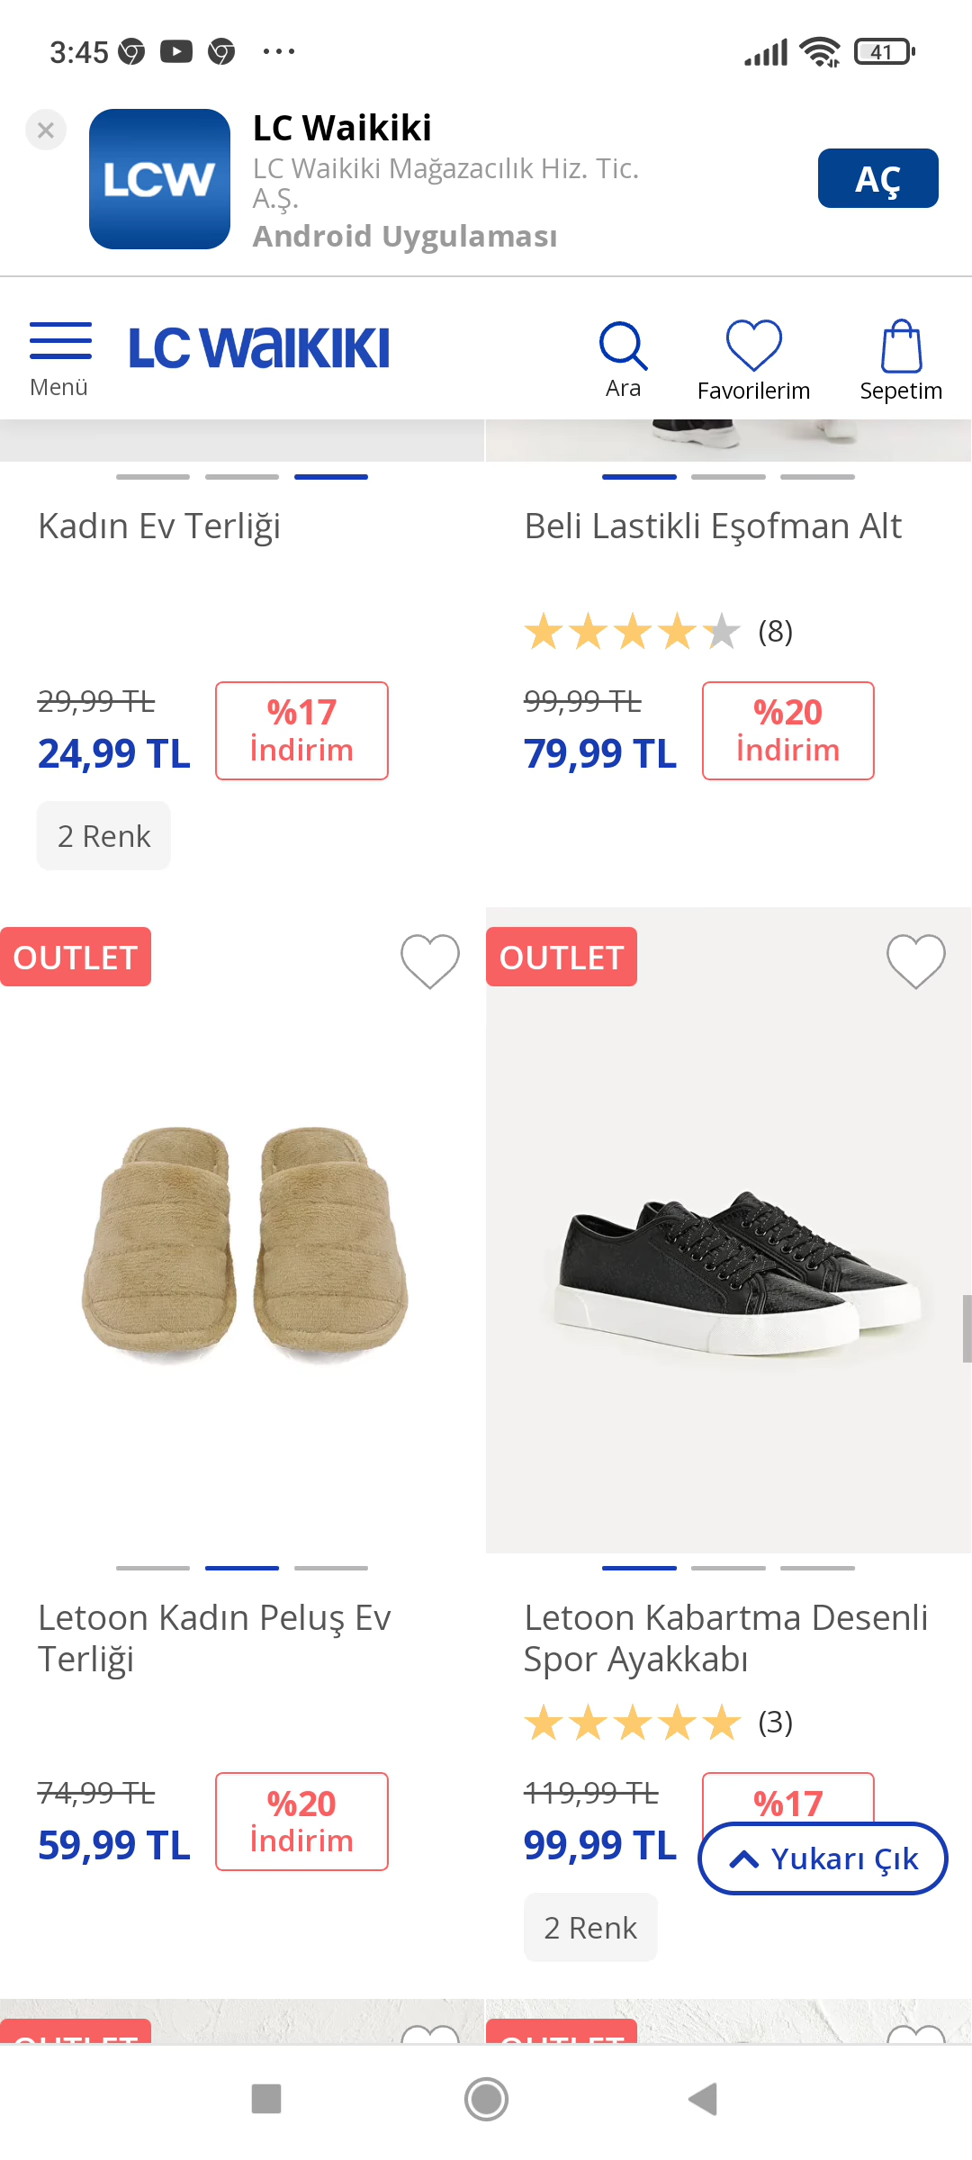 3:45
41
LCW
LC Waikiki
LC Waikiki Mağazacılık Hiz. Tic.
A.Ş.
Android Uygulaması
AÇ
Menü
LC WAIKIKI
Ara
Favorilerim
Sepetim
Kadın Ev Terliği
29,99 TL
24,99 TL
%17
İndirim
2 Renk
Beli Lastikli Eşofman Alt
(8)
99,99 TL
79,99 TL
%20
İndirim
OUTLET
Letoon Kadın Peluş Ev
Terliği
74,99 TL
59,99 TL
%20
İndirim
OUTLET
Letoon Kabartma Desenli
Spor Ayakkabı
(3)
119,99 TL
99,99 TL
%17
Yukarı Çık
2 Renk
OUTLET
OUTLET